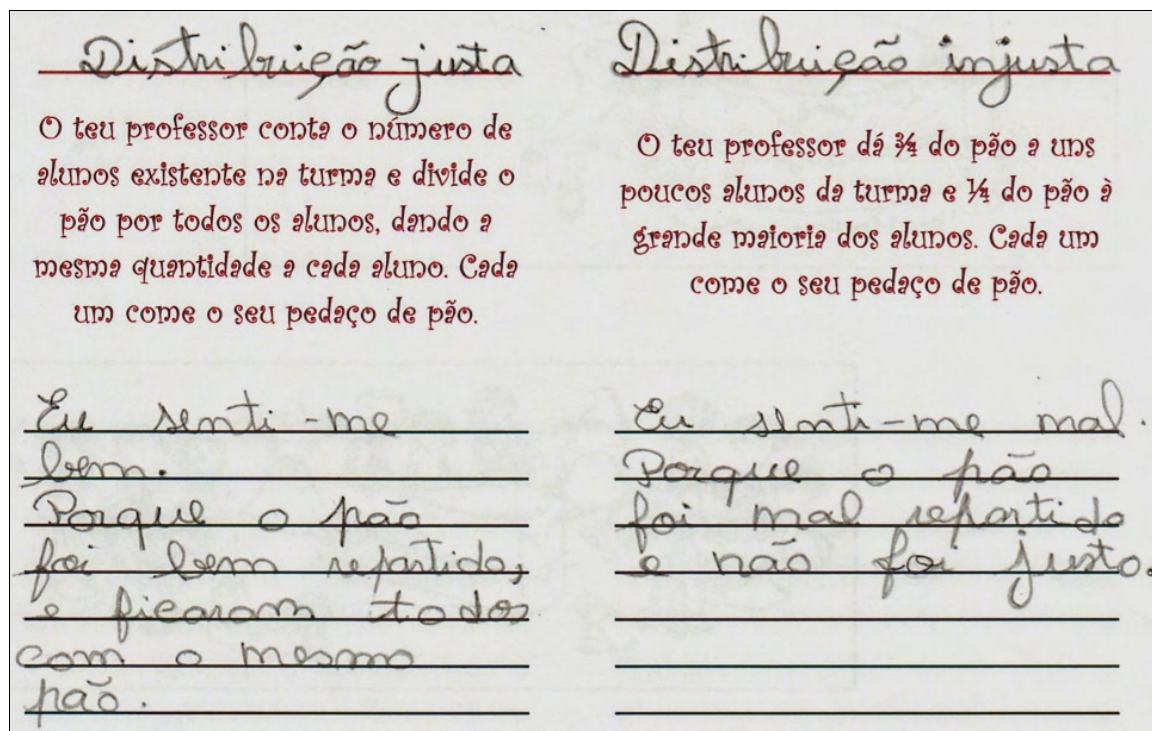 Distribuição justa
O teu professor conta o número de
alunos existente na turma e divide o
pão por todos os alunos, dando a
mesma quantidade a cada aluno. Cada
um come o seu pedaço de pão.
Eu senti-me
bem.
Porque o pão
foi bem repartido,
e ficaram todos
com o mesmo
pão.
Distribuição injusta
O teu professor dá ¾ do pão a uns
poucos alunos da turma e ¼ do pão à
grande maioria dos alunos. Cada um
come o seu pedaço de pão.
Eu senti-me mal.
Porque o pão
foi mal repartido
e não foi justo.